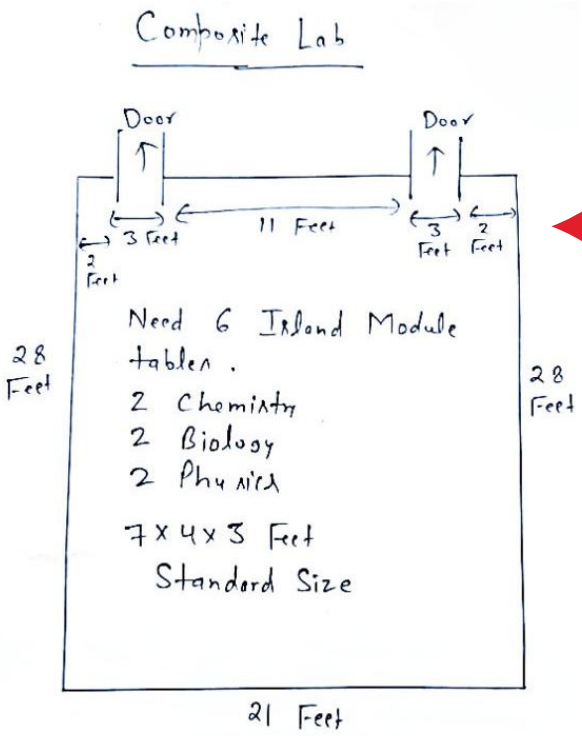 Composite Lab
Door
Door
2 Feet
3 Feet
11 Feet
3 Feet
2 Feet
Need 6 Island Module
tables.
2 Chemistry
2 Biology
2 Physics
7 x 4 x 3 Feet
Standard Size
28 Feet
28 Feet
21 Feet